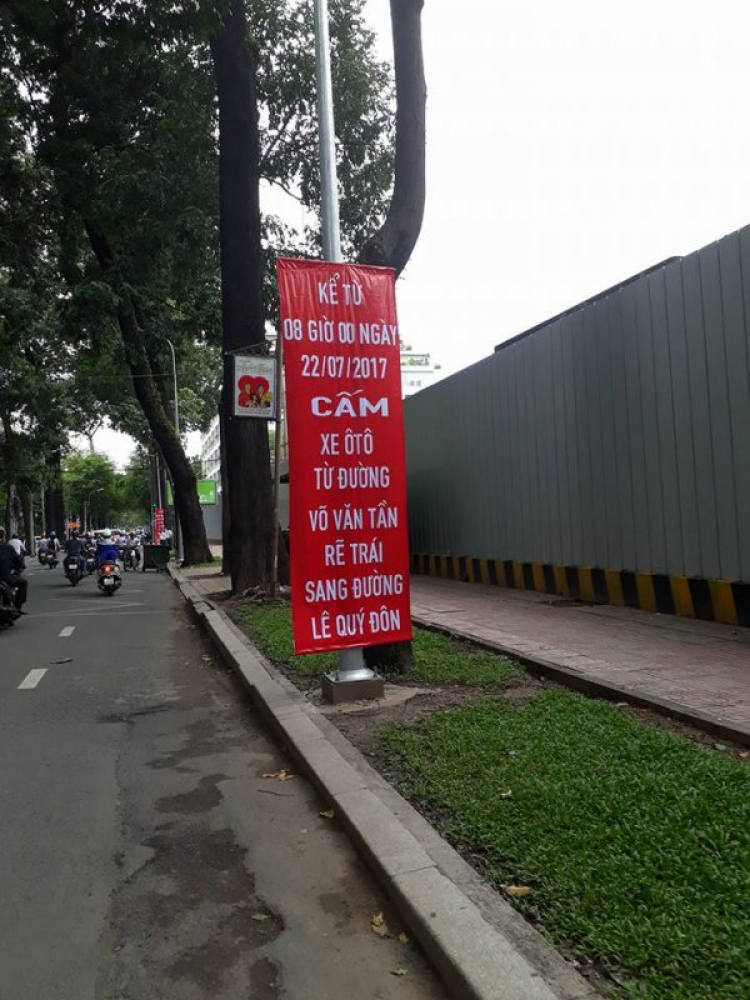 KỂ TỪ
08 GIỜ 00 NGÀY
22/07/2017
CẤM
XE ÔTÔ
TỪ ĐƯỜNG
VÕ VĂN TẦN
RẼ TRÁI
SANG ĐƯỜNG
LÊ QUÝ ĐÔN